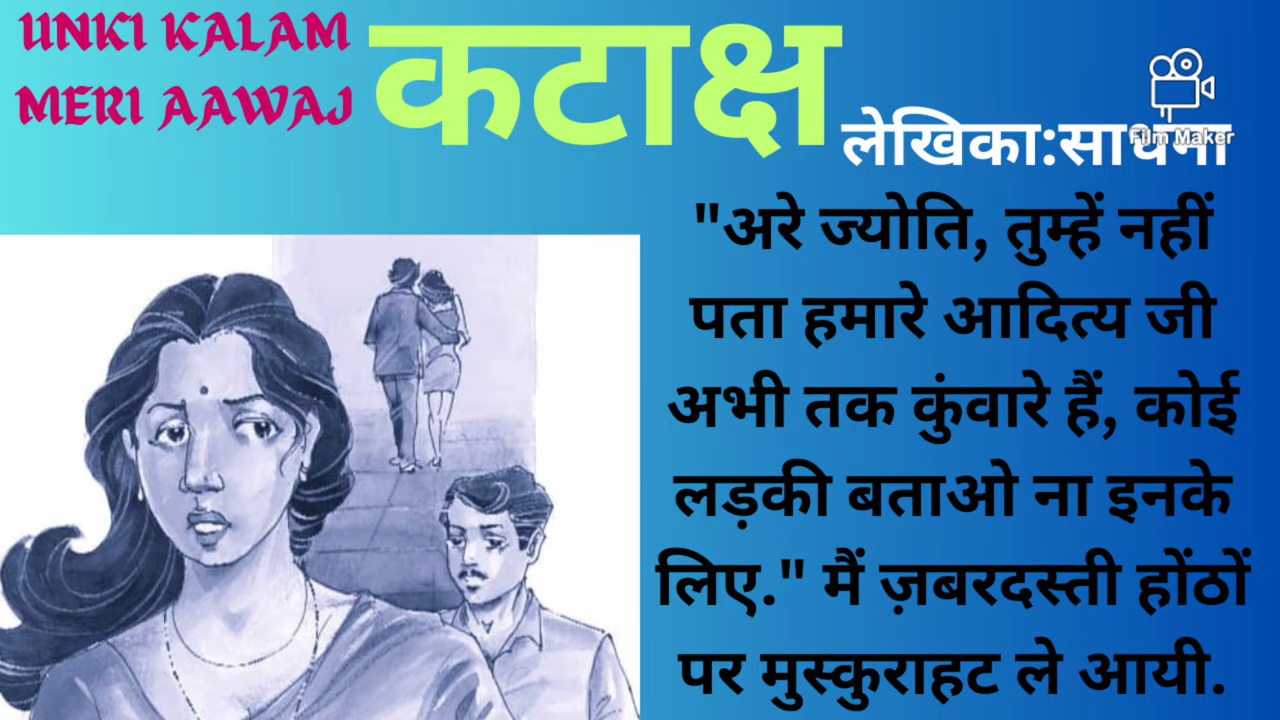 UNKI KALAM
MERI AAWAJ
कटाक्ष
लेखिका:साधना
Film Maker
"अरे ज्योति, तुम्हें नहीं
पता हमारे आदित्य जी
अभी तक कुंवारे हैं, कोई
लड़की बताओ ना इनके
लिए." मैं ज़बरदस्ती होंठों
पर मुस्कुराहट ले आयी.